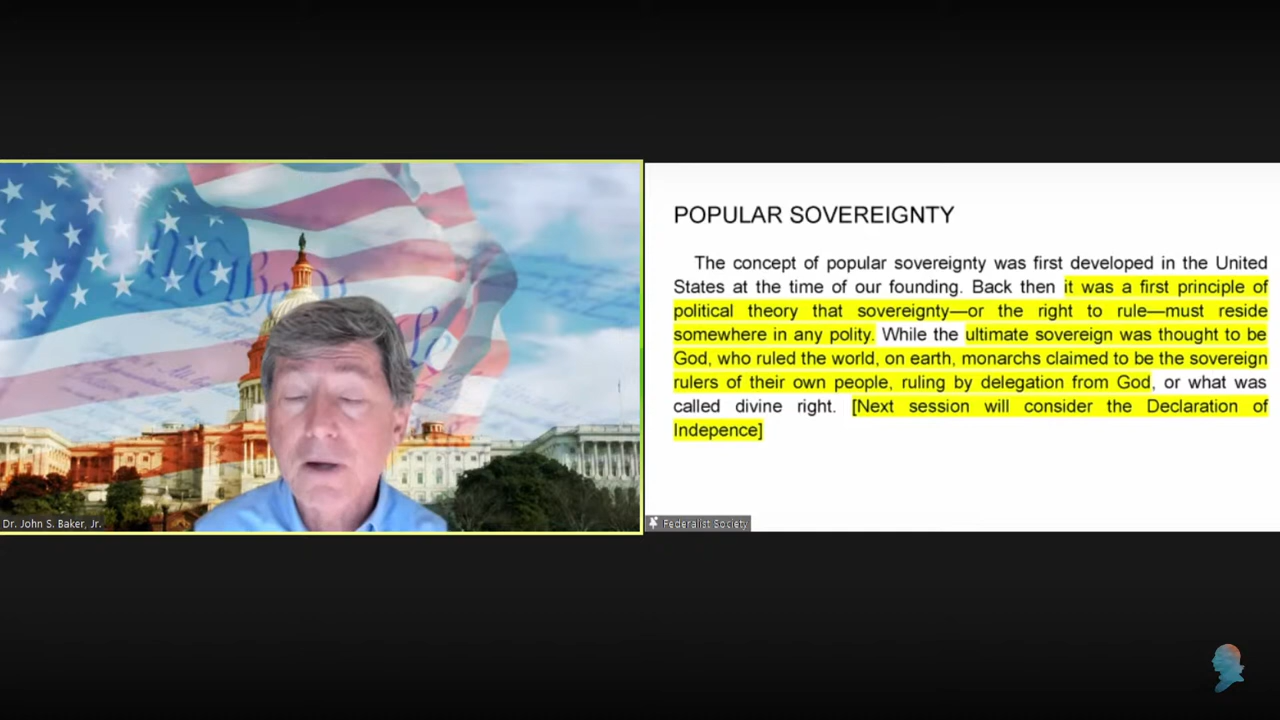 We the People
Dr. John S. Baker, Jr.
POPULAR SOVEREIGNTY
The concept of popular sovereignty was first developed in the United
States at the time of our founding. Back then it was a first principle of
political theory that sovereignty—or the right to rule—must reside
somewhere in any polity. While the ultimate sovereign was thought to be
God, who ruled the world, on earth, monarchs claimed to be the sovereign
rulers of their own people, ruling by delegation from God, or what was
called divine right. [Next session will consider the Declaration of
Indepence]
Federalist Society